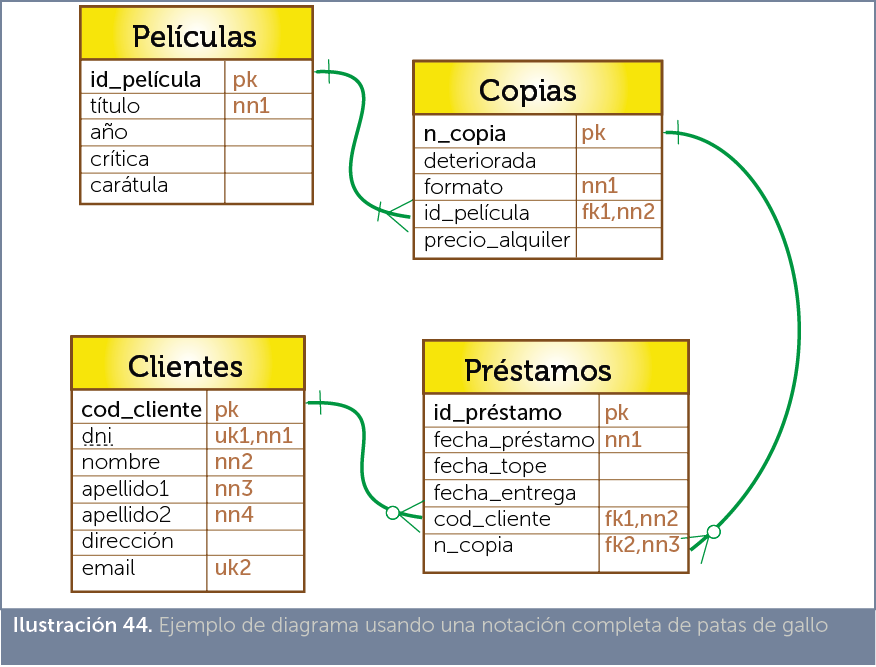 Películas
id_película pk
título nn1
año
crítica
carátula
Copias
n_copia pk
deteriorada
formato nn1
id_película fk1,nn2
precio_alquiler
Clientes
cod_cliente pk
dni uk1,nn1
nombre nn2
apellido1 nn3
apellido2 nn4
dirección
email uk2
Préstamos
id_préstamo pk
fecha_préstamo nn1
fecha_tope
fecha_entrega
cod_cliente fk1,nn2
n_copia fk2,nn3
Ilustración 44. Ejemplo de diagrama usando una notación completa de patas de gallo